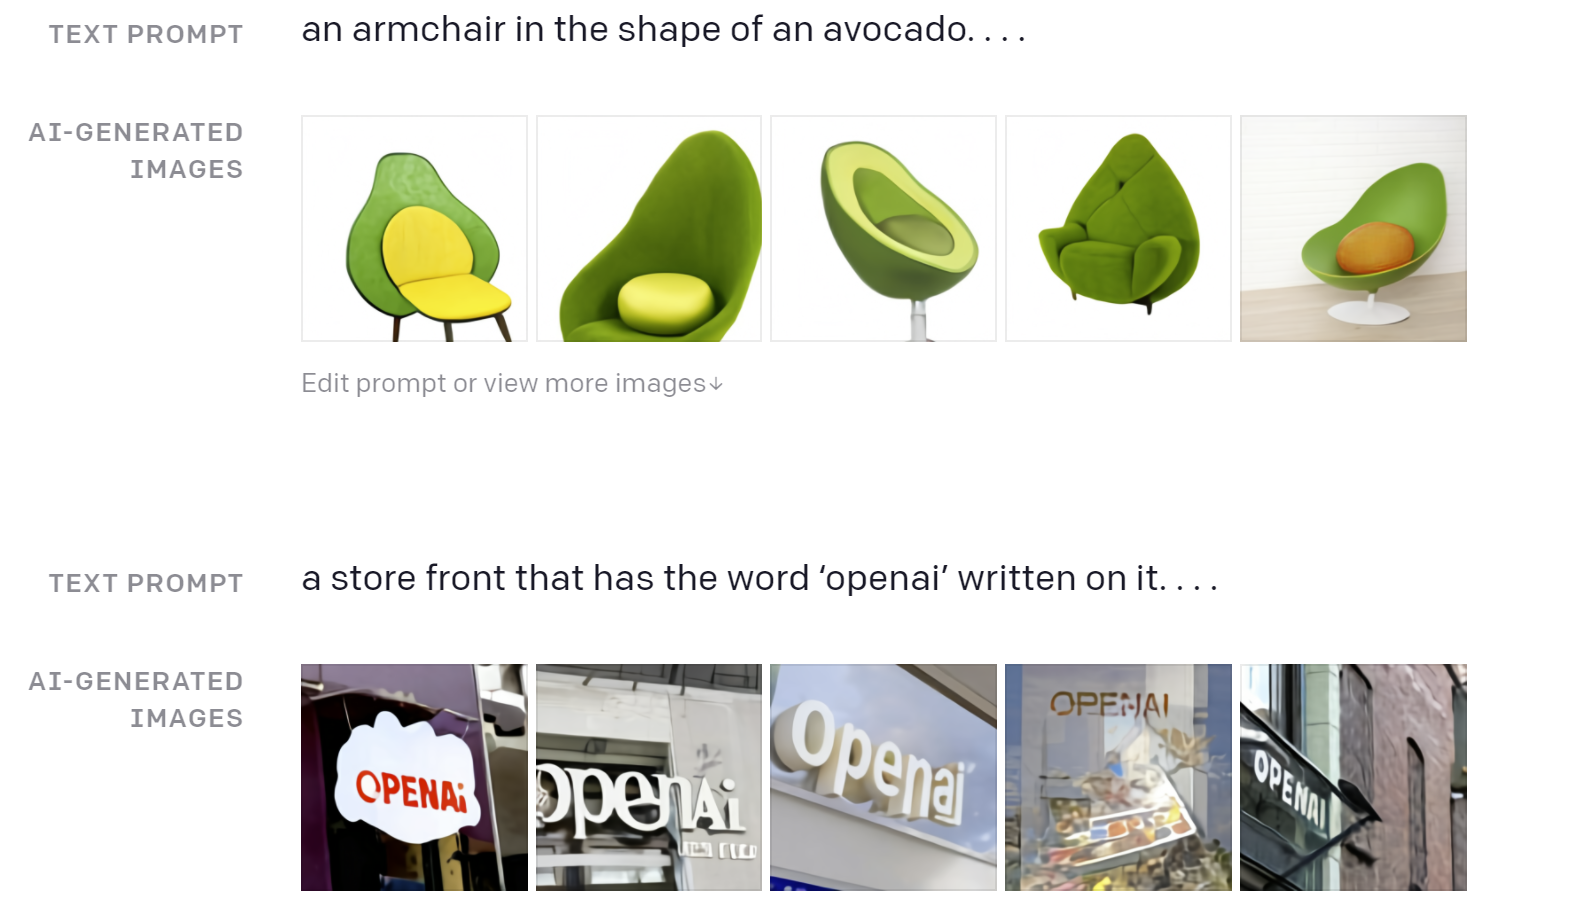 TEXT PROMPT
an armchair in the shape of an avocado. . . .
AI-GENERATED
IMAGES
Edit prompt or view more images↓
TEXT PROMPT
a store front that has the word ‘openai’ written on it. . . .
AI-GENERATED
IMAGES
OPENAi
openAi
Openai
OPENAI
OPENAI